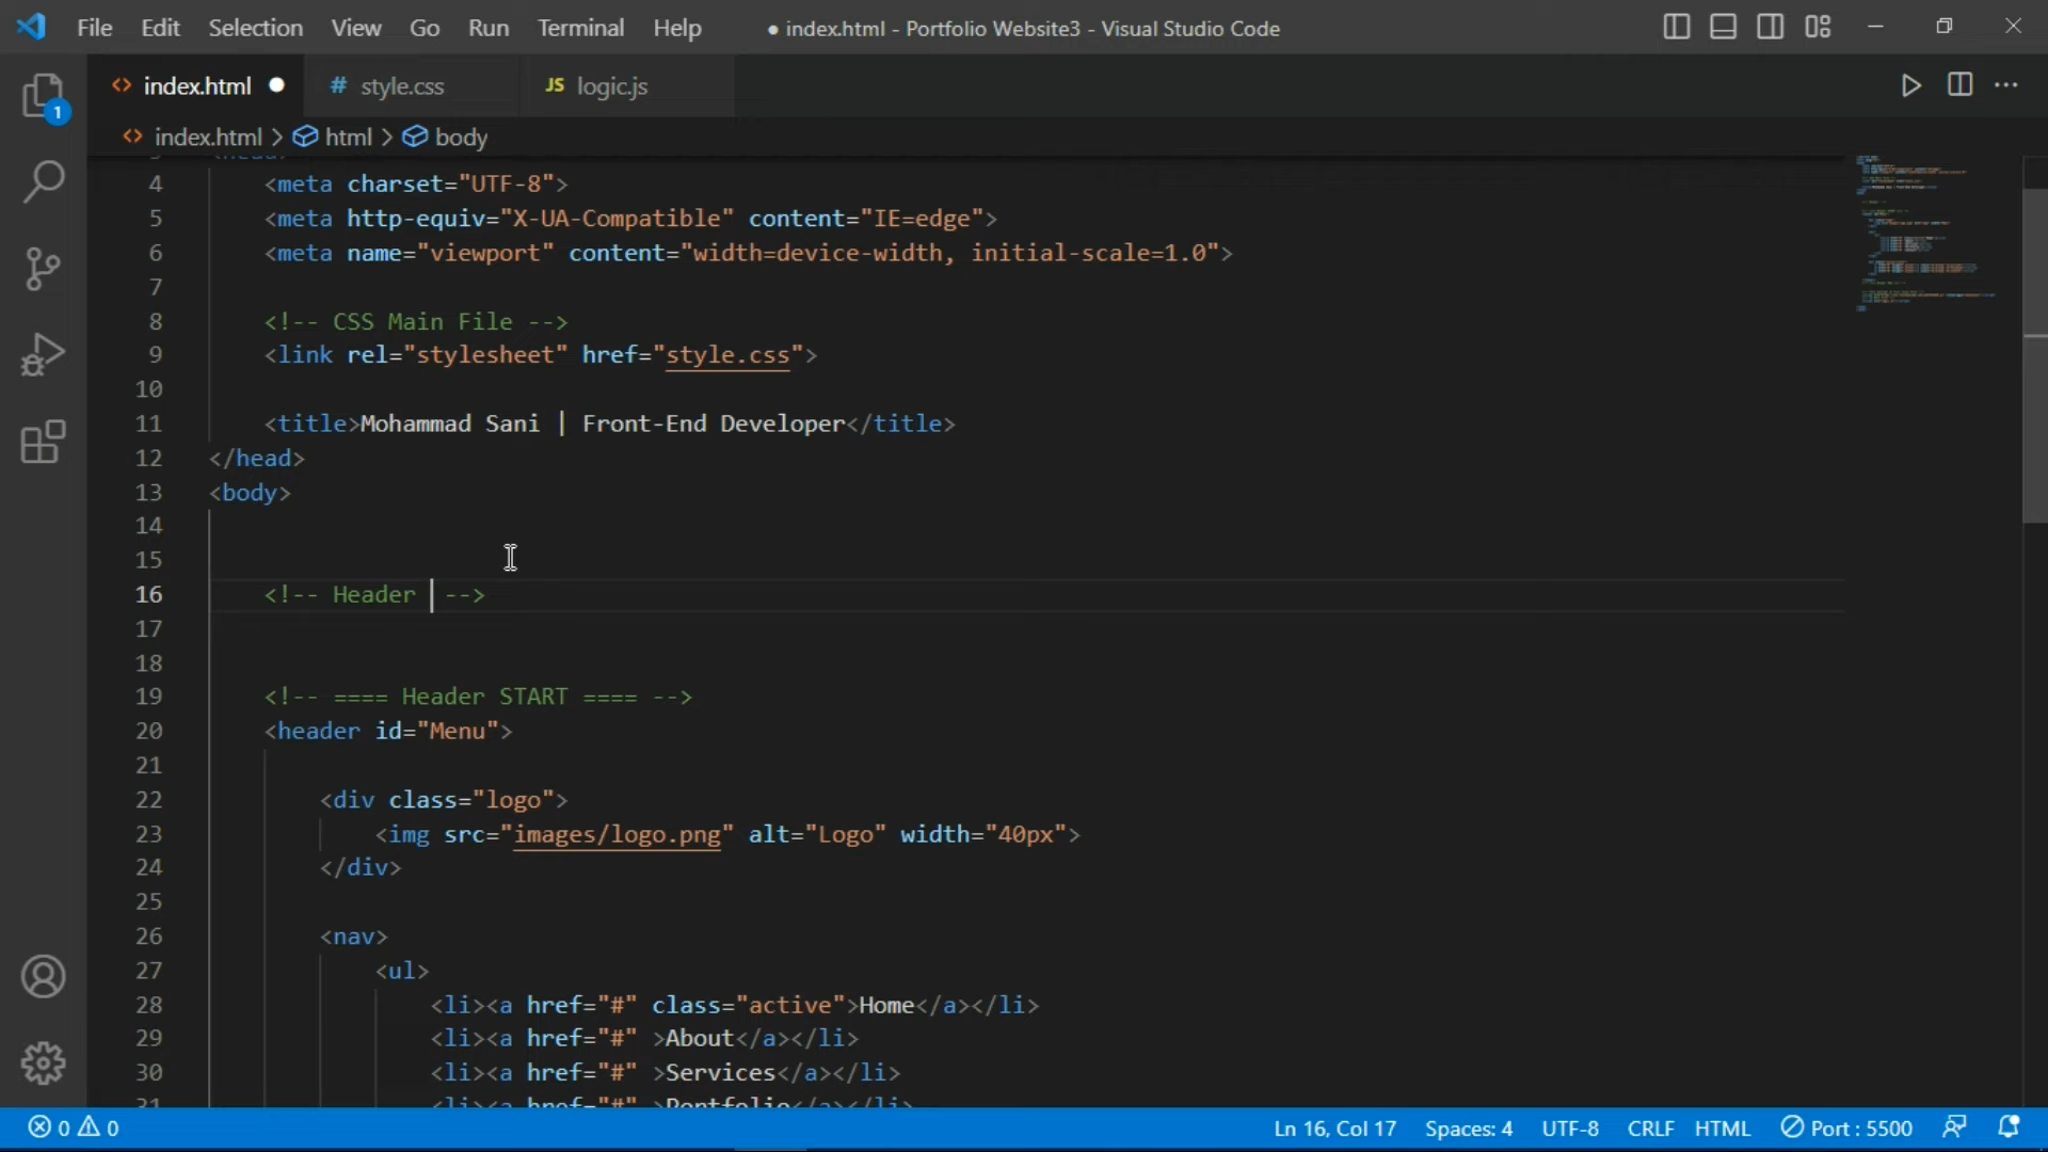 File Edit Selection View Go Run Terminal Help ● index.html - Portfolio Website3 - Visual Studio Code
index.html ● # style.css JS logic.js
1
index.html > html > body
4 <meta charset="UTF-8">
5 <meta http-equiv="X-UA-Compatible" content="IE=edge">
6 <meta name="viewport" content="width=device-width, initial-scale=1.0">
7
8 <!-- CSS Main File -->
9 <link rel="stylesheet" href="style.css">
10
11 <title>Mohammad Sani | Front-End Developer</title>
12 </head>
13 <body>
14
15
16 <!-- Header  -->
17
18
19 <!-- ==== Header START ==== -->
20 <header id="Menu">
21
22 <div class="logo">
23 <img src="images/logo.png" alt="Logo" width="40px">
24 </div>
25
26 <nav>
27 <ul>
28 <li><a href="#" class="active">Home</a></li>
29 <li><a href="#" >About</a></li>
30 <li><a href="#" >Services</a></li>
31 <li><a href="#" >Portfolio</a></li>
0 0 Ln 16, Col 17 Spaces: 4 UTF-8 CRLF HTML Port : 5500